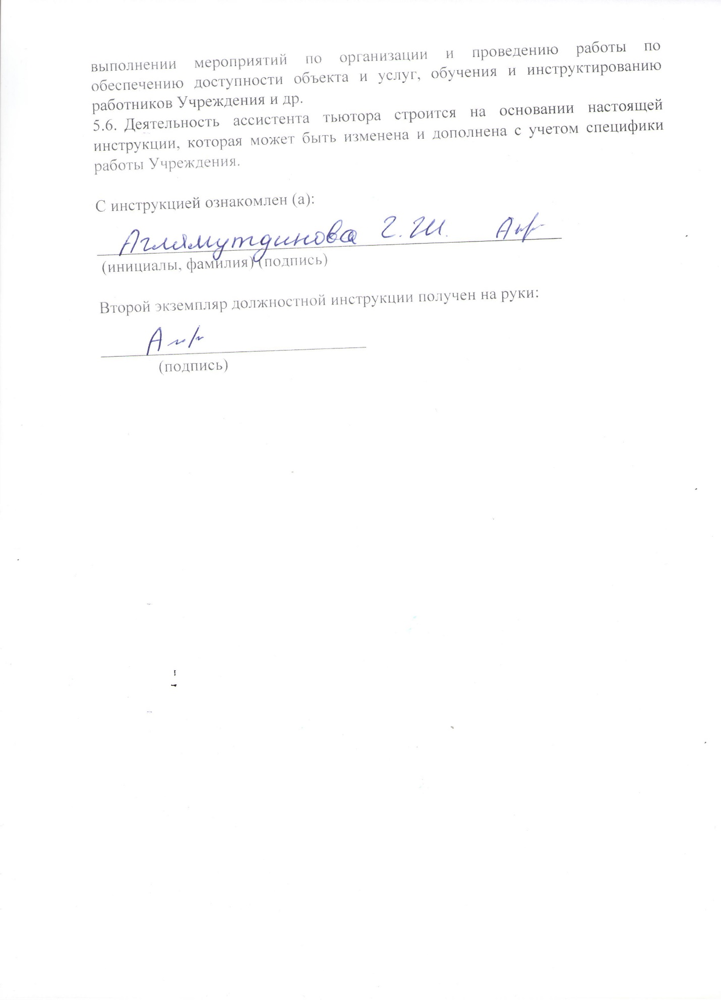 выполнении мероприятий по организации и проведению работы по
обеспечению доступности объекта и услуг, обучения и инструктированию
работников Учреждения и др.
5.6. Деятельность ассистента тьютора строится на основании настоящей
инструкции, которая может быть изменена и дополнена с учетом специфики
работы Учреждения.
С инструкцией ознакомлен (а):
Аглямутдинова Г.Ш.
(инициалы, фамилия) (подпись)
Второй экземпляр должностной инструкции получен на руки:
(подпись)